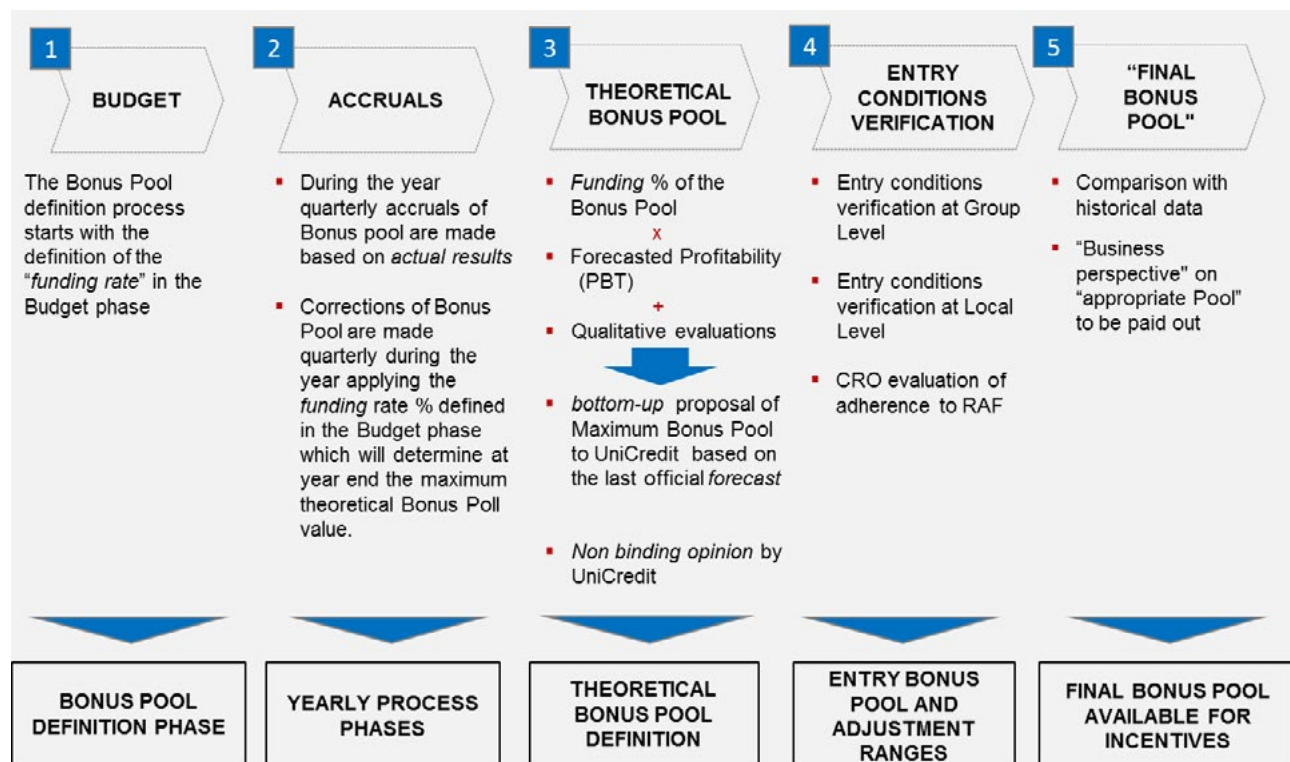 1
BUDGET
The Bonus Pool
definition process
starts with the
definition of the
“funding rate” in the
Budget phase
BONUS POOL
DEFINITION PHASE
2
ACCRUALS
▪ During the year
quarterly accruals of
Bonus pool are made
based on actual results
▪ Corrections of Bonus
Pool are made
quarterly during the
year applying the
funding rate % defined
in the Budget phase
which will determine at
year end the maximum
theoretical Bonus Poll
value.
YEARLY PROCESS
PHASES
3
THEORETICAL
BONUS POOL
▪ Funding % of the
Bonus Pool
x
▪ Forecasted Profitability
(PBT)
+
▪ Qualitative evaluations
▪ bottom-up proposal of
Maximum Bonus Pool
to UniCredit based on
the last official forecast
▪ Non binding opinion by
UniCredit
THEORETICAL
BONUS POOL
DEFINITION
4
ENTRY
CONDITIONS
VERIFICATION
▪ Entry conditions
verification at Group
Level
▪ Entry conditions
verification at Local
Level
▪ CRO evaluation of
adherence to RAF
ENTRY BONUS
POOL AND
ADJUSTMENT
RANGES
5
“FINAL
BONUS
POOL"
▪ Comparison with
historical data
▪ “Business
perspective" on
“appropriate Pool”
to be paid out
FINAL BONUS POOL
AVAILABLE FOR
INCENTIVES